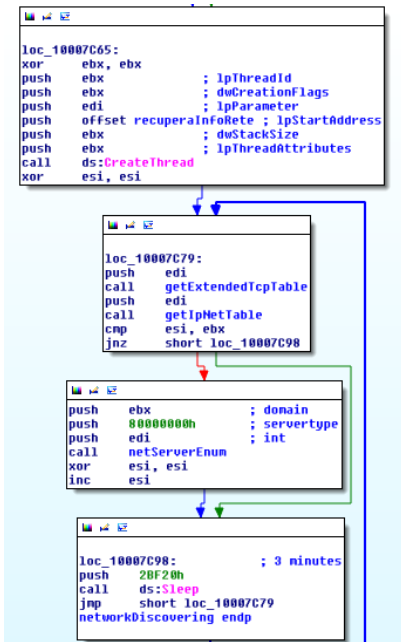 loc_10007C65:
xor ebx, ebx
push ebx ; lpThreadId
push ebx ; dwCreationFlags
push edi ; lpParameter
push offset recuperaInfoRete ; lpStartAddress
push ebx ; dwStackSize
push ebx ; lpThreadAttributes
call ds:CreateThread
xor esi, esi
loc_10007C79:
push edi
call getExtendedTcpTable
push edi
call getIpNetTable
cmp esi, ebx
jnz short loc_10007C98
push ebx ; domain
push 80000000h ; servertype
push edi ; int
call netServerEnum
xor esi, esi
inc esi
loc_10007C98: ; 3 minutes
push 2BF20h
call ds:Sleep
jmp short loc_10007C79
networkDiscovering endp